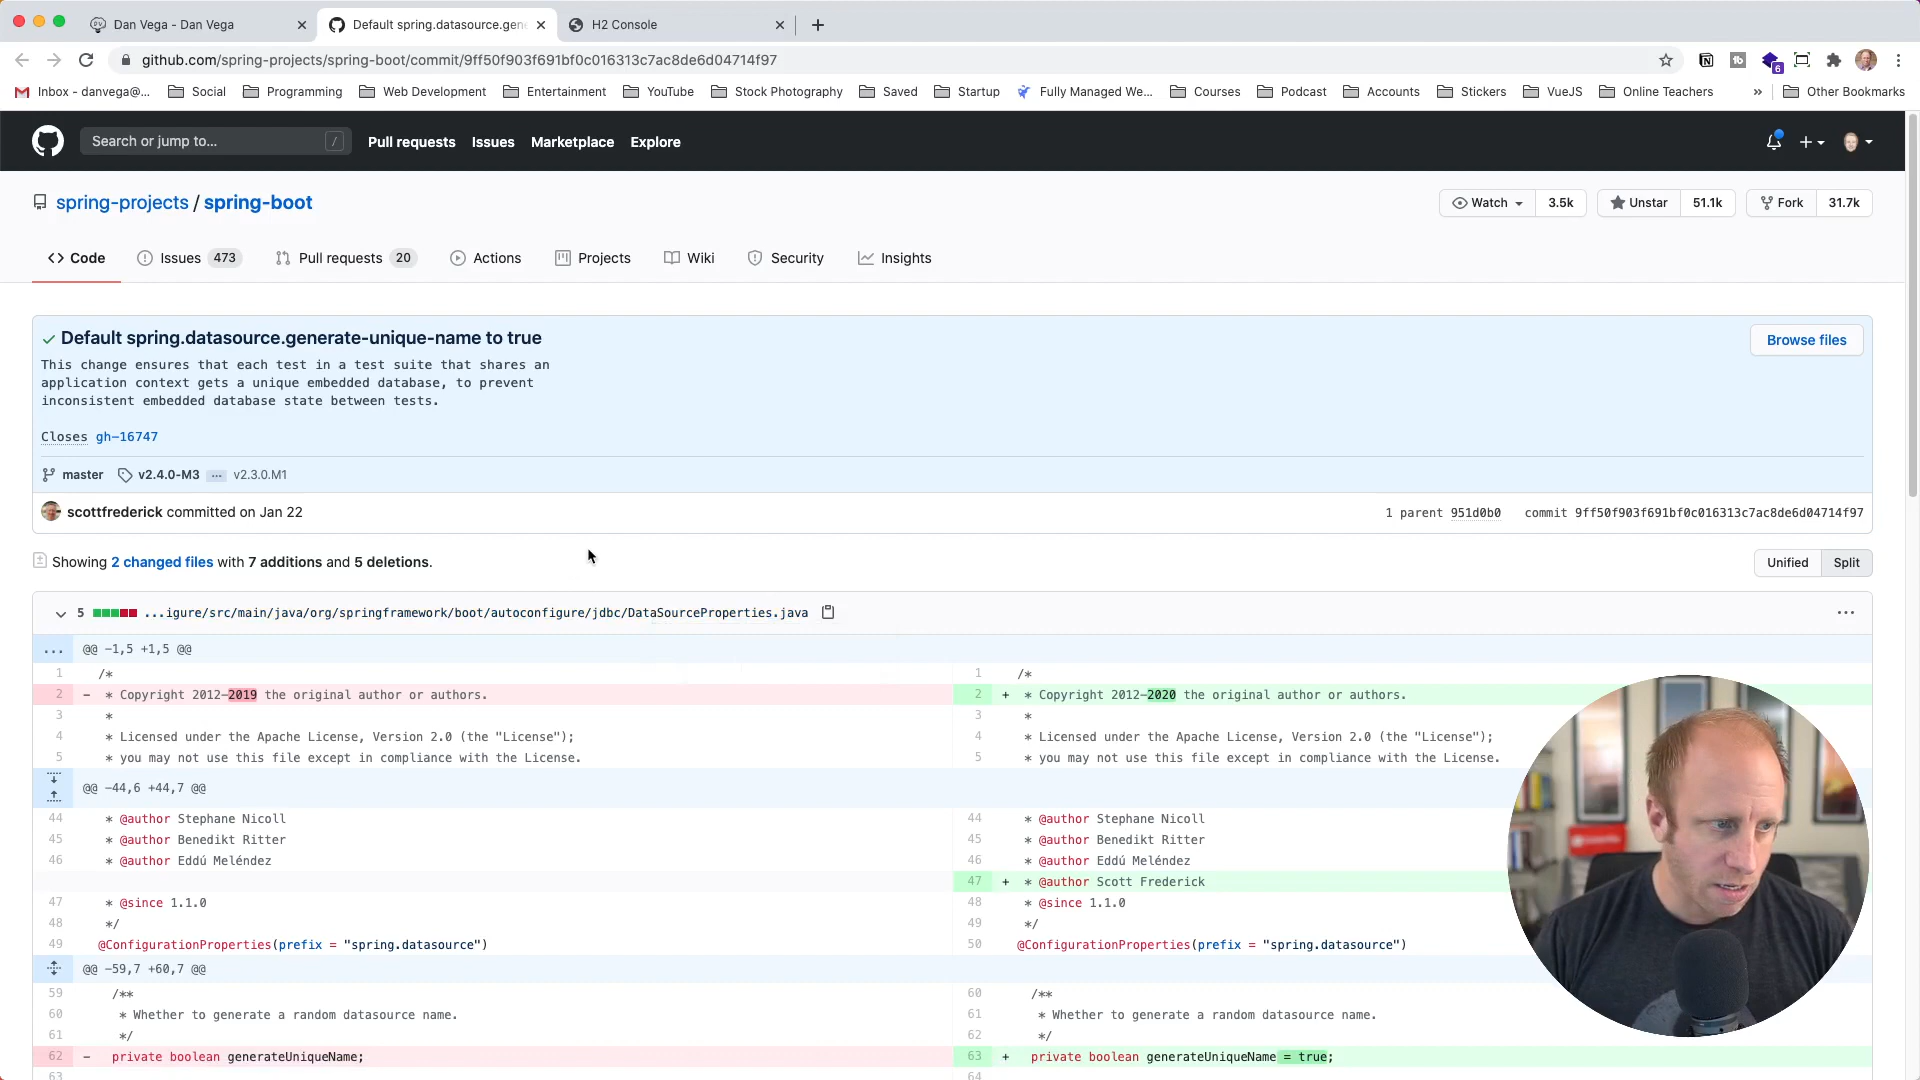 Dan Vega - Dan Vega
Default spring.datasource.gene
H2 Console
github.com/spring-projects/spring-boot/commit/9ff50f903f691bf0c016313c7ac8de6d04714f97
6
Inbox - danvega@...
Social
Programming
Web Development
Entertainment
YouTube
Stock Photography
Saved
Startup
Fully Managed We...
Courses
Podcast
Accounts
Stickers
VueJS
Online Teachers
»
Other Bookmarks
Search or jump to...
/
Pull requests
Issues
Marketplace
Explore
spring-projects / spring-boot
Watch 3.5k
Unstar 51.1k
Fork 31.7k
Code
Issues 473
Pull requests 20
Actions
Projects
Wiki
Security
Insights
Default spring.datasource.generate-unique-name to true
Browse files
This change ensures that each test in a test suite that shares an
application context gets a unique embedded database, to prevent
inconsistent embedded database state between tests.
Closes gh-16747
master v2.4.0-M3 ... v2.3.0.M1
scottfrederick committed on Jan 22
1 parent 951d0b0 commit 9ff50f903f691bf0c016313c7ac8de6d04714f97
Showing 2 changed files with 7 additions and 5 deletions.
Unified Split
5 ...igure/src/main/java/org/springframework/boot/autoconfigure/jdbc/DataSourceProperties.java
...
... @@ -1,5 +1,5 @@
1 /* 1 /*
2 - * Copyright 2012-2019 the original author or authors. 2 + * Copyright 2012-2020 the original author or authors.
3 * 3 *
4 * Licensed under the Apache License, Version 2.0 (the "License"); 4 * Licensed under the Apache License, Version 2.0 (the "License");
5 * you may not use this file except in compliance with the License. 5 * you may not use this file except in compliance with the License.
@@ -44,6 +44,7 @@
44 * @author Stephane Nicoll 44 * @author Stephane Nicoll
45 * @author Benedikt Ritter 45 * @author Benedikt Ritter
46 * @author Eddú Meléndez 46 * @author Eddú Meléndez
47 + * @author Scott Frederick
47 * @since 1.1.0 48 * @since 1.1.0
48 */ 49 */
49 @ConfigurationProperties(prefix = "spring.datasource") 50 @ConfigurationProperties(prefix = "spring.datasource")
@@ -59,7 +60,7 @@
59 /** 60 /**
60 * Whether to generate a random datasource name. 61 * Whether to generate a random datasource name.
61 */ 62 */
62 - private boolean generateUniqueName; 63 + private boolean generateUniqueName = true;
63 64